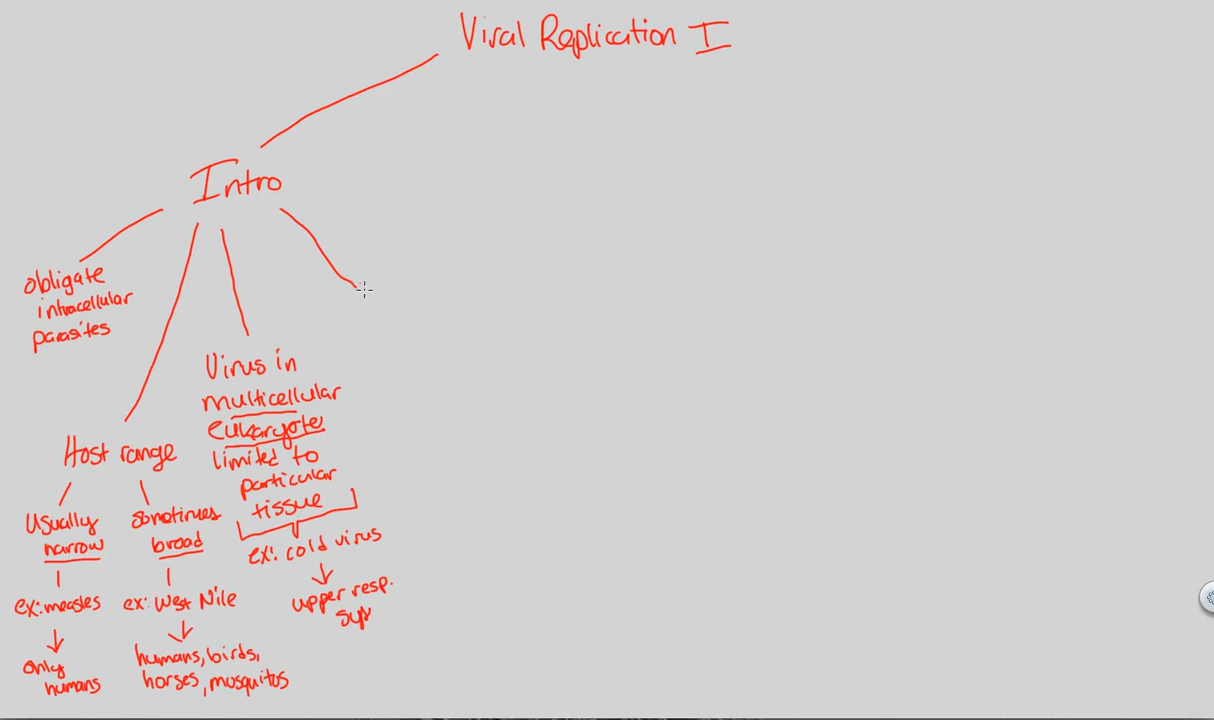 Viral Replication I
Intro
obligate
intracellular
parasites
Host range
Usually
narrow
ex: measles
only
humans
sometimes
broad
ex: West Nile
humans, birds,
horses, mosquitos
Virus in
multicellular
eukaryote
limited to
particular
tissue
ex: cold virus
upper resp.
sys